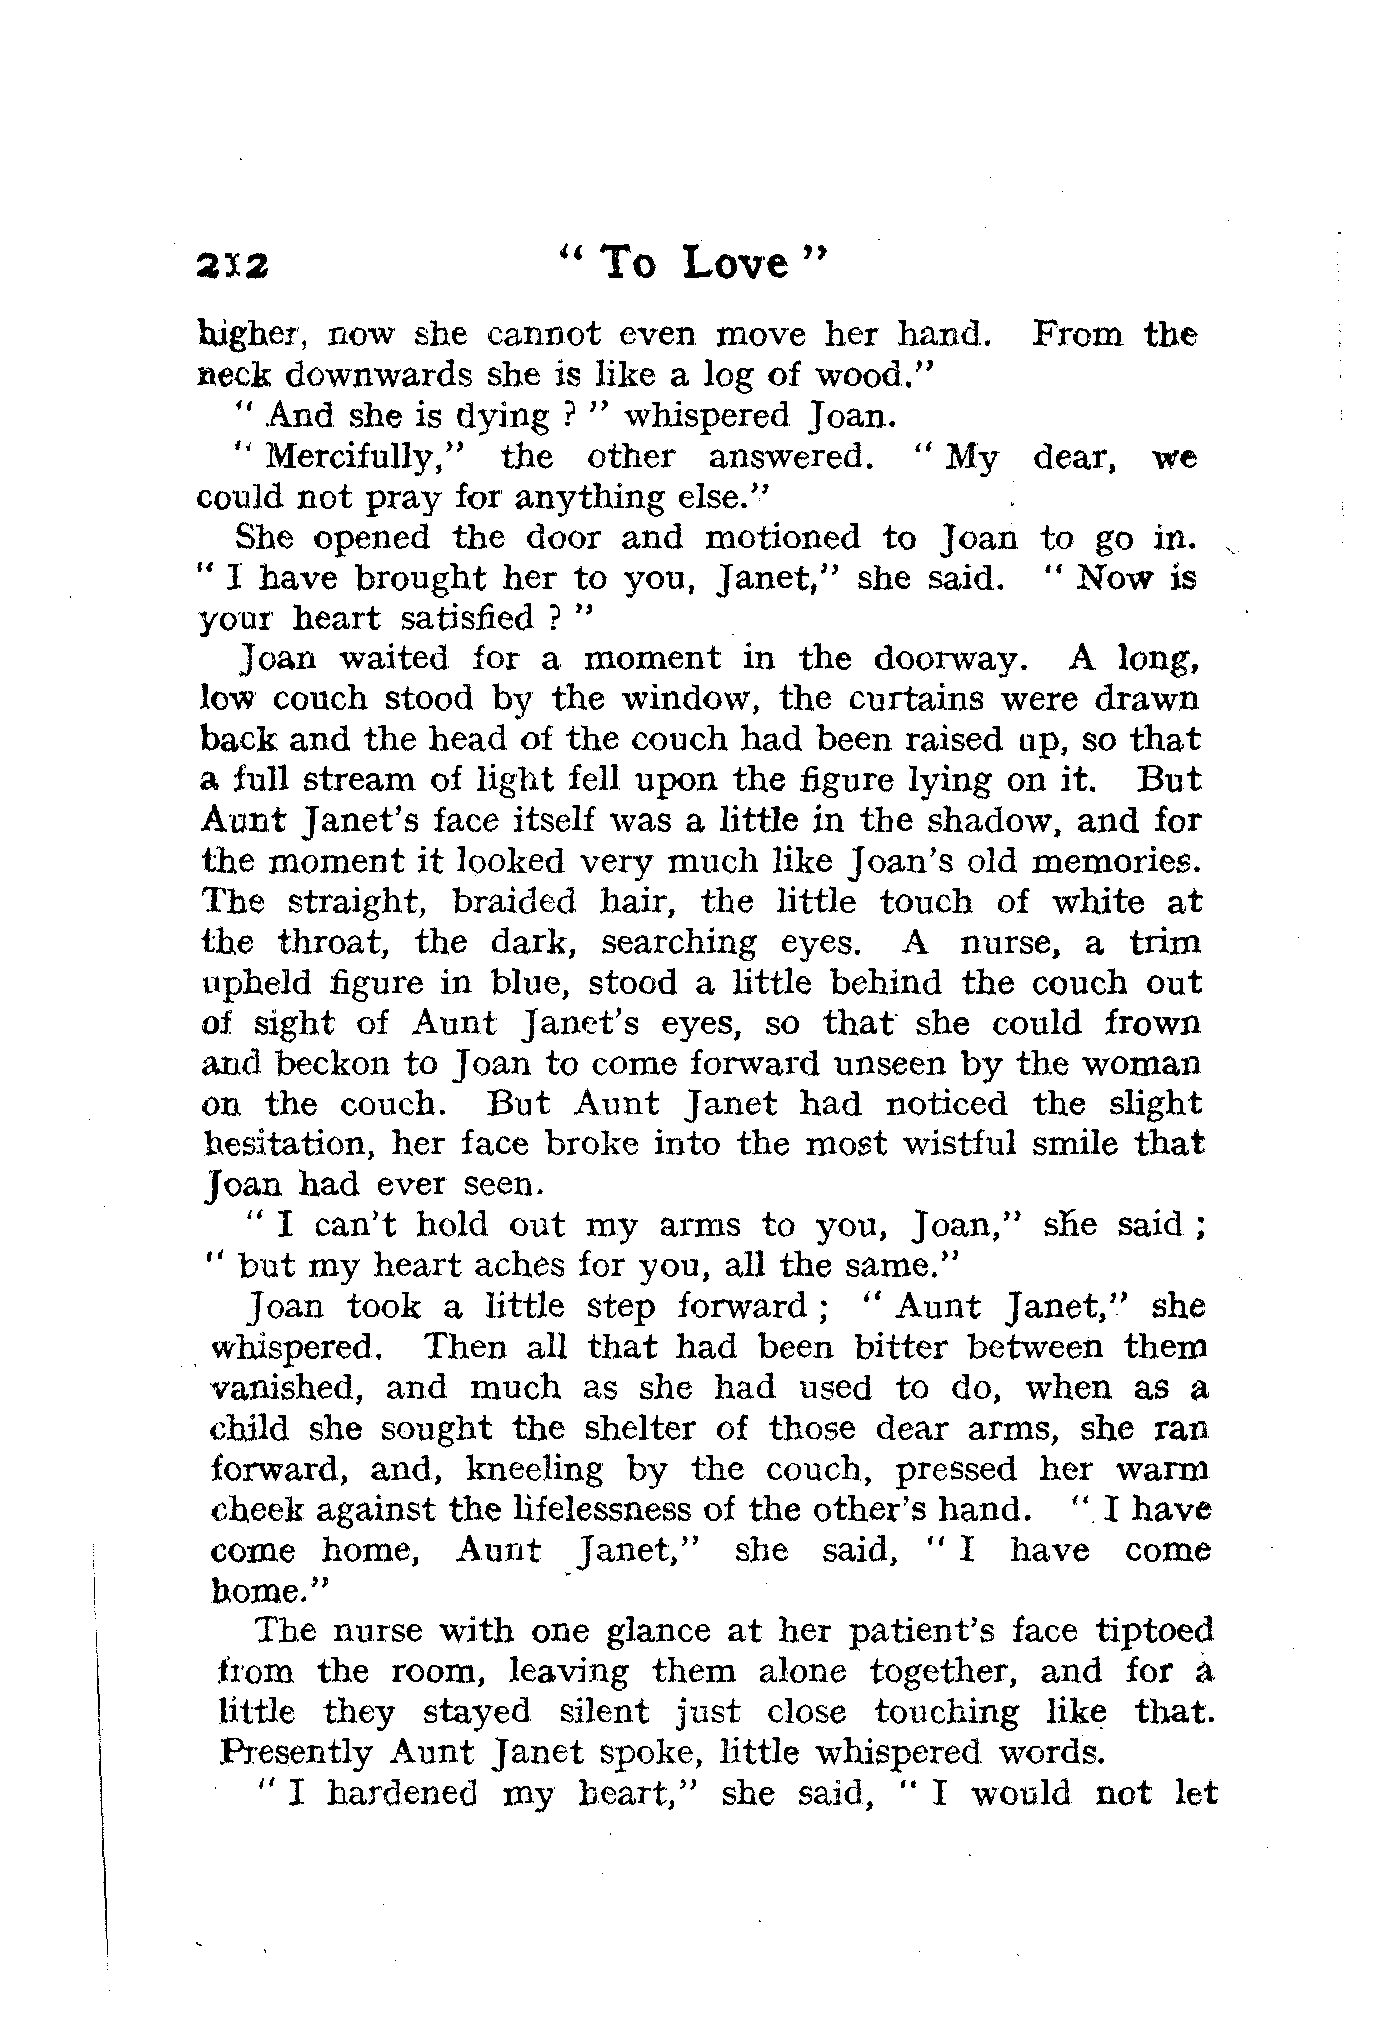 212 “ To Love ”
higher, now she cannot even move her hand. From the
neck downwards she is like a log of wood.”
“ And she is dying ? ” whispered Joan.
“ Mercifully,” the other answered. “ My dear, we
could not pray for anything else.”
She opened the door and motioned to Joan to go in.
“ I have brought her to you, Janet,” she said. “ Now is
your heart satisfied ? ”
Joan waited for a moment in the doorway. A long,
low couch stood by the window, the curtains were drawn
back and the head of the couch had been raised up, so that
a full stream of light fell upon the figure lying on it. But
Aunt Janet’s face itself was a little in the shadow, and for
the moment it looked very much like Joan’s old memories.
The straight, braided hair, the little touch of white at
the throat, the dark, searching eyes. A nurse, a trim
upheld figure in blue, stood a little behind the couch out
of sight of Aunt Janet’s eyes, so that she could frown
and beckon to Joan to come forward unseen by the woman
on the couch. But Aunt Janet had noticed the slight
hesitation, her face broke into the most wistful smile that
Joan had ever seen.
“ I can’t hold out my arms to you, Joan,” she said ;
“ but my heart aches for you, all the same.”
Joan took a little step forward ; “ Aunt Janet,” she
whispered. Then all that had been bitter between them
vanished, and much as she had used to do, when as a
child she sought the shelter of those dear arms, she ran
forward, and, kneeling by the couch, pressed her warm
cheek against the lifelessness of the other’s hand. “ I have
come home, Aunt Janet,” she said, “ I have come
home.”
The nurse with one glance at her patient’s face tiptoed
from the room, leaving them alone together, and for a
little they stayed silent just close touching like that.
Presently Aunt Janet spoke, little whispered words.
“ I hardened my heart,” she said, “ I would not let